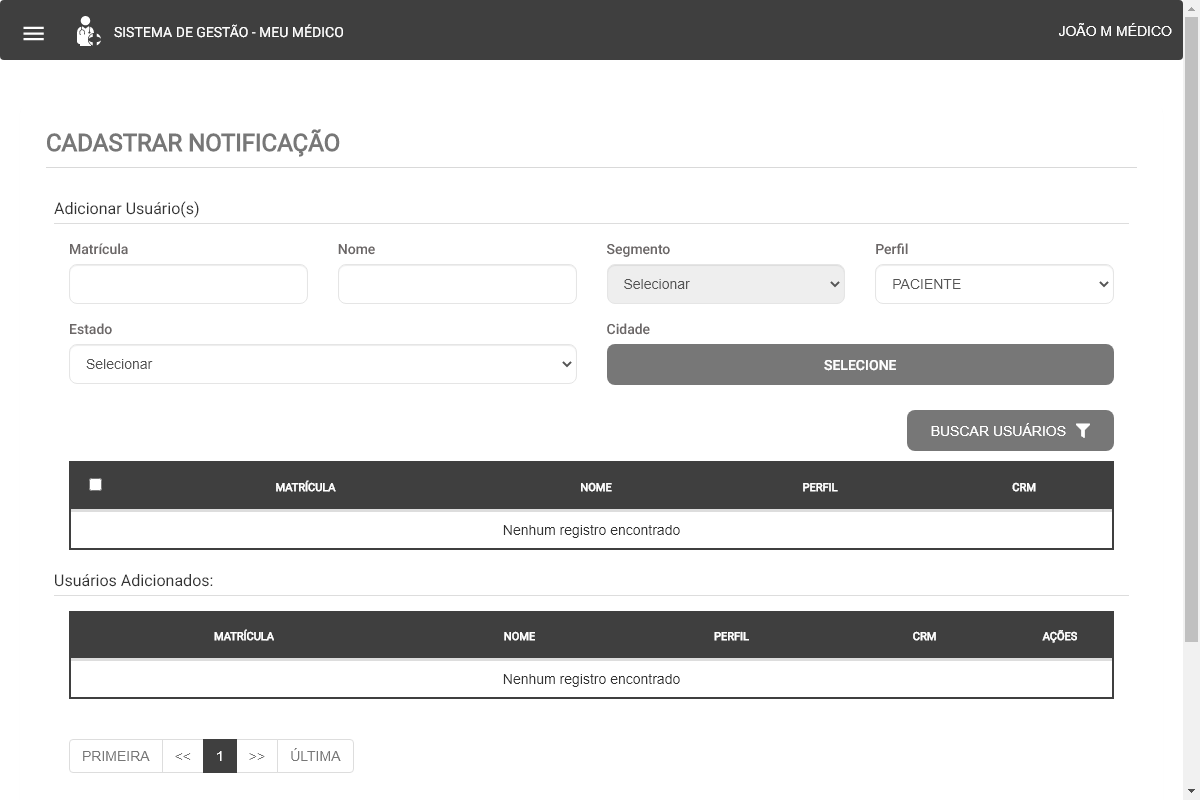 SISTEMA DE GESTÃO - MEU MÉDICO
JOÃO M MÉDICO
CADASTRAR NOTIFICAÇÃO
Adicionar Usuário(s)
Matrícula Nome Segmento Perfil
Selecionar PACIENTE
Estado Cidade
Selecionar SELECIONE
BUSCAR USUÁRIOS
MATRÍCULA NOME PERFIL CRM
Nenhum registro encontrado
Usuários Adicionados:
MATRÍCULA NOME PERFIL CRM AÇÕES
Nenhum registro encontrado
PRIMEIRA << 1 >> ÚLTIMA